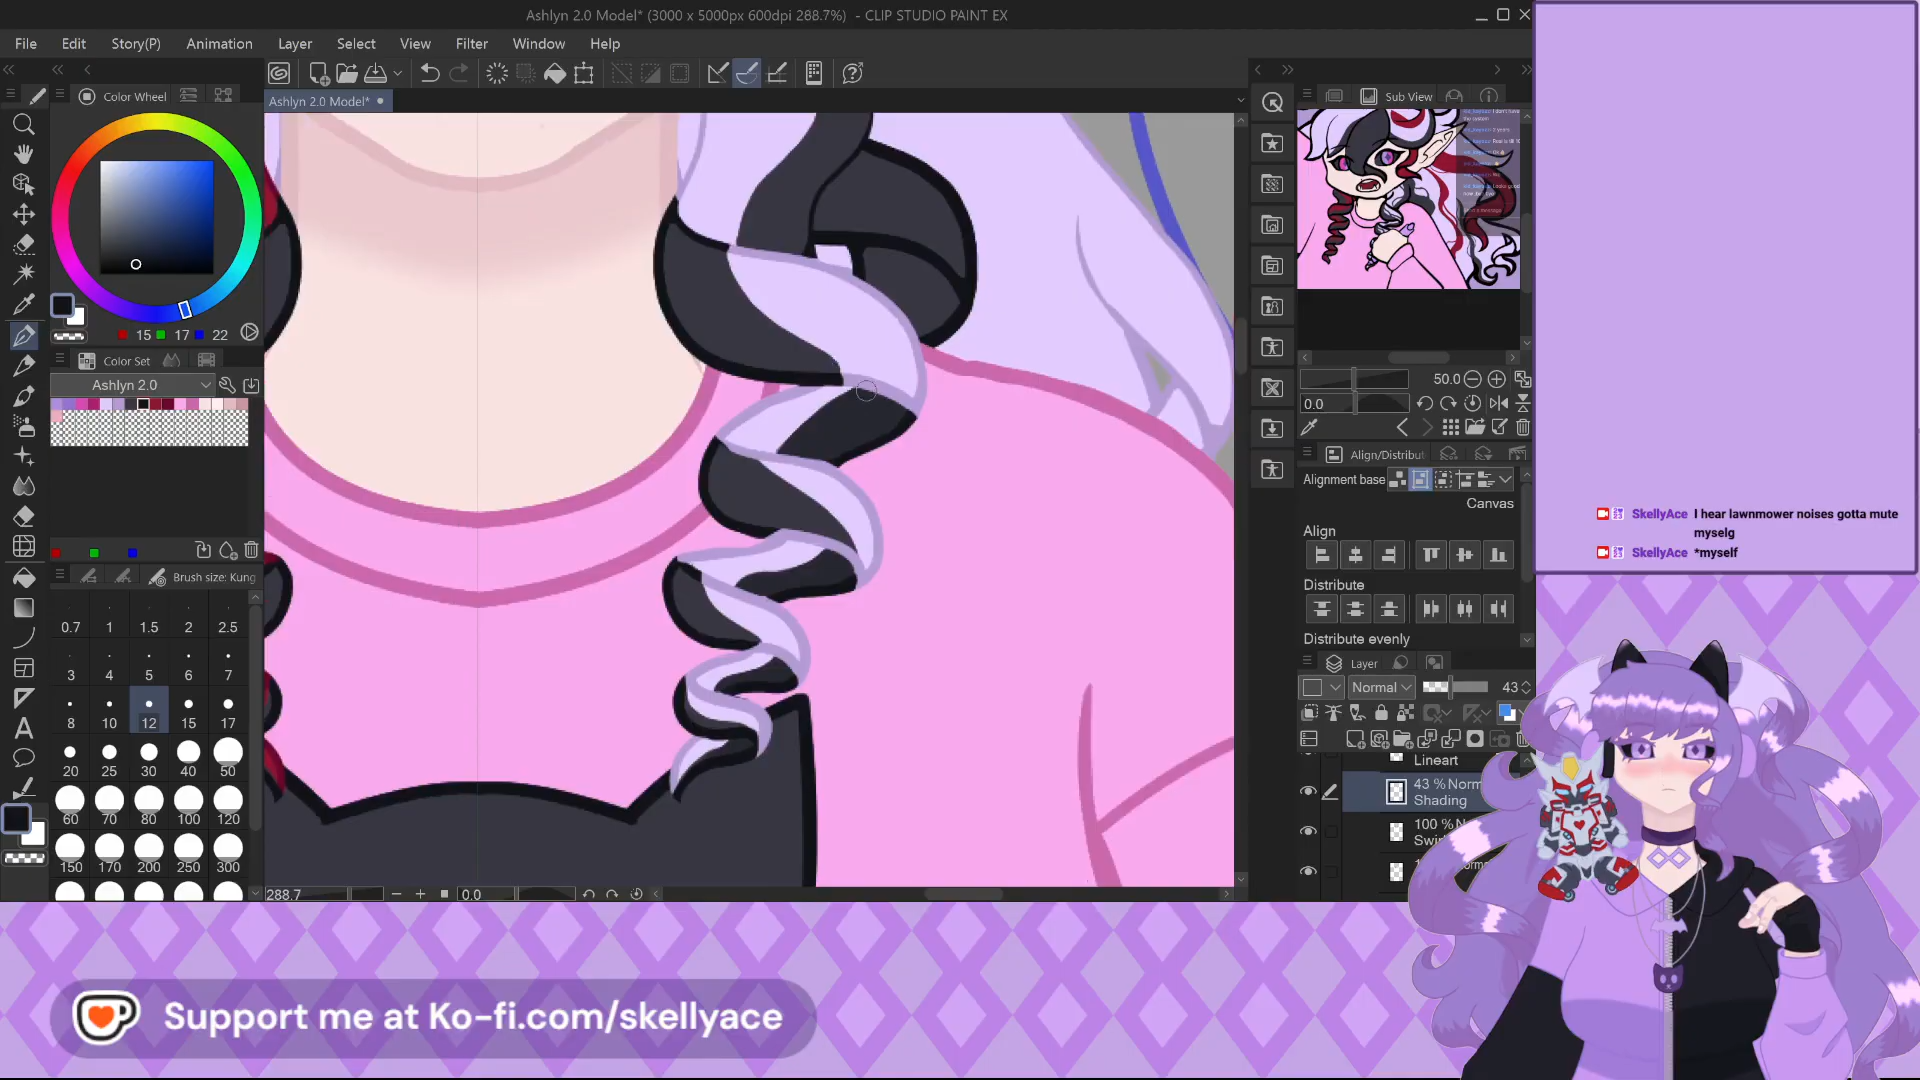 Ashlyn 2.0 Model* (3000 x 5000px 600dpi 288.7%) - CLIP STUDIO PAINT EX
File Edit Story(P) Animation Layer Select View Filter Window Help
Color Wheel
Ashlyn 2.0 Model*
Sub View
15 17 22
Color Set
Ashlyn 2.0
50.0
0.0
Align/Distribut
Alignment base
Canvas
Align
Distribute
Distribute evenly
Brush size: Kung
0.7 1 1.5 2 2.5
3 4 5 6 7
8 10 12 15 17
20 25 30 40 50
60 70 80 100 120
150 170 200 250 300
Layer
Normal 43
Lineart
43 % Norm
Shading
100 % N
Swir
288.7 0.0
SkellyAce I hear lawnmower noises gotta mute
myselg
SkellyAce *myself
Support me at Ko-fi.com/skellyace